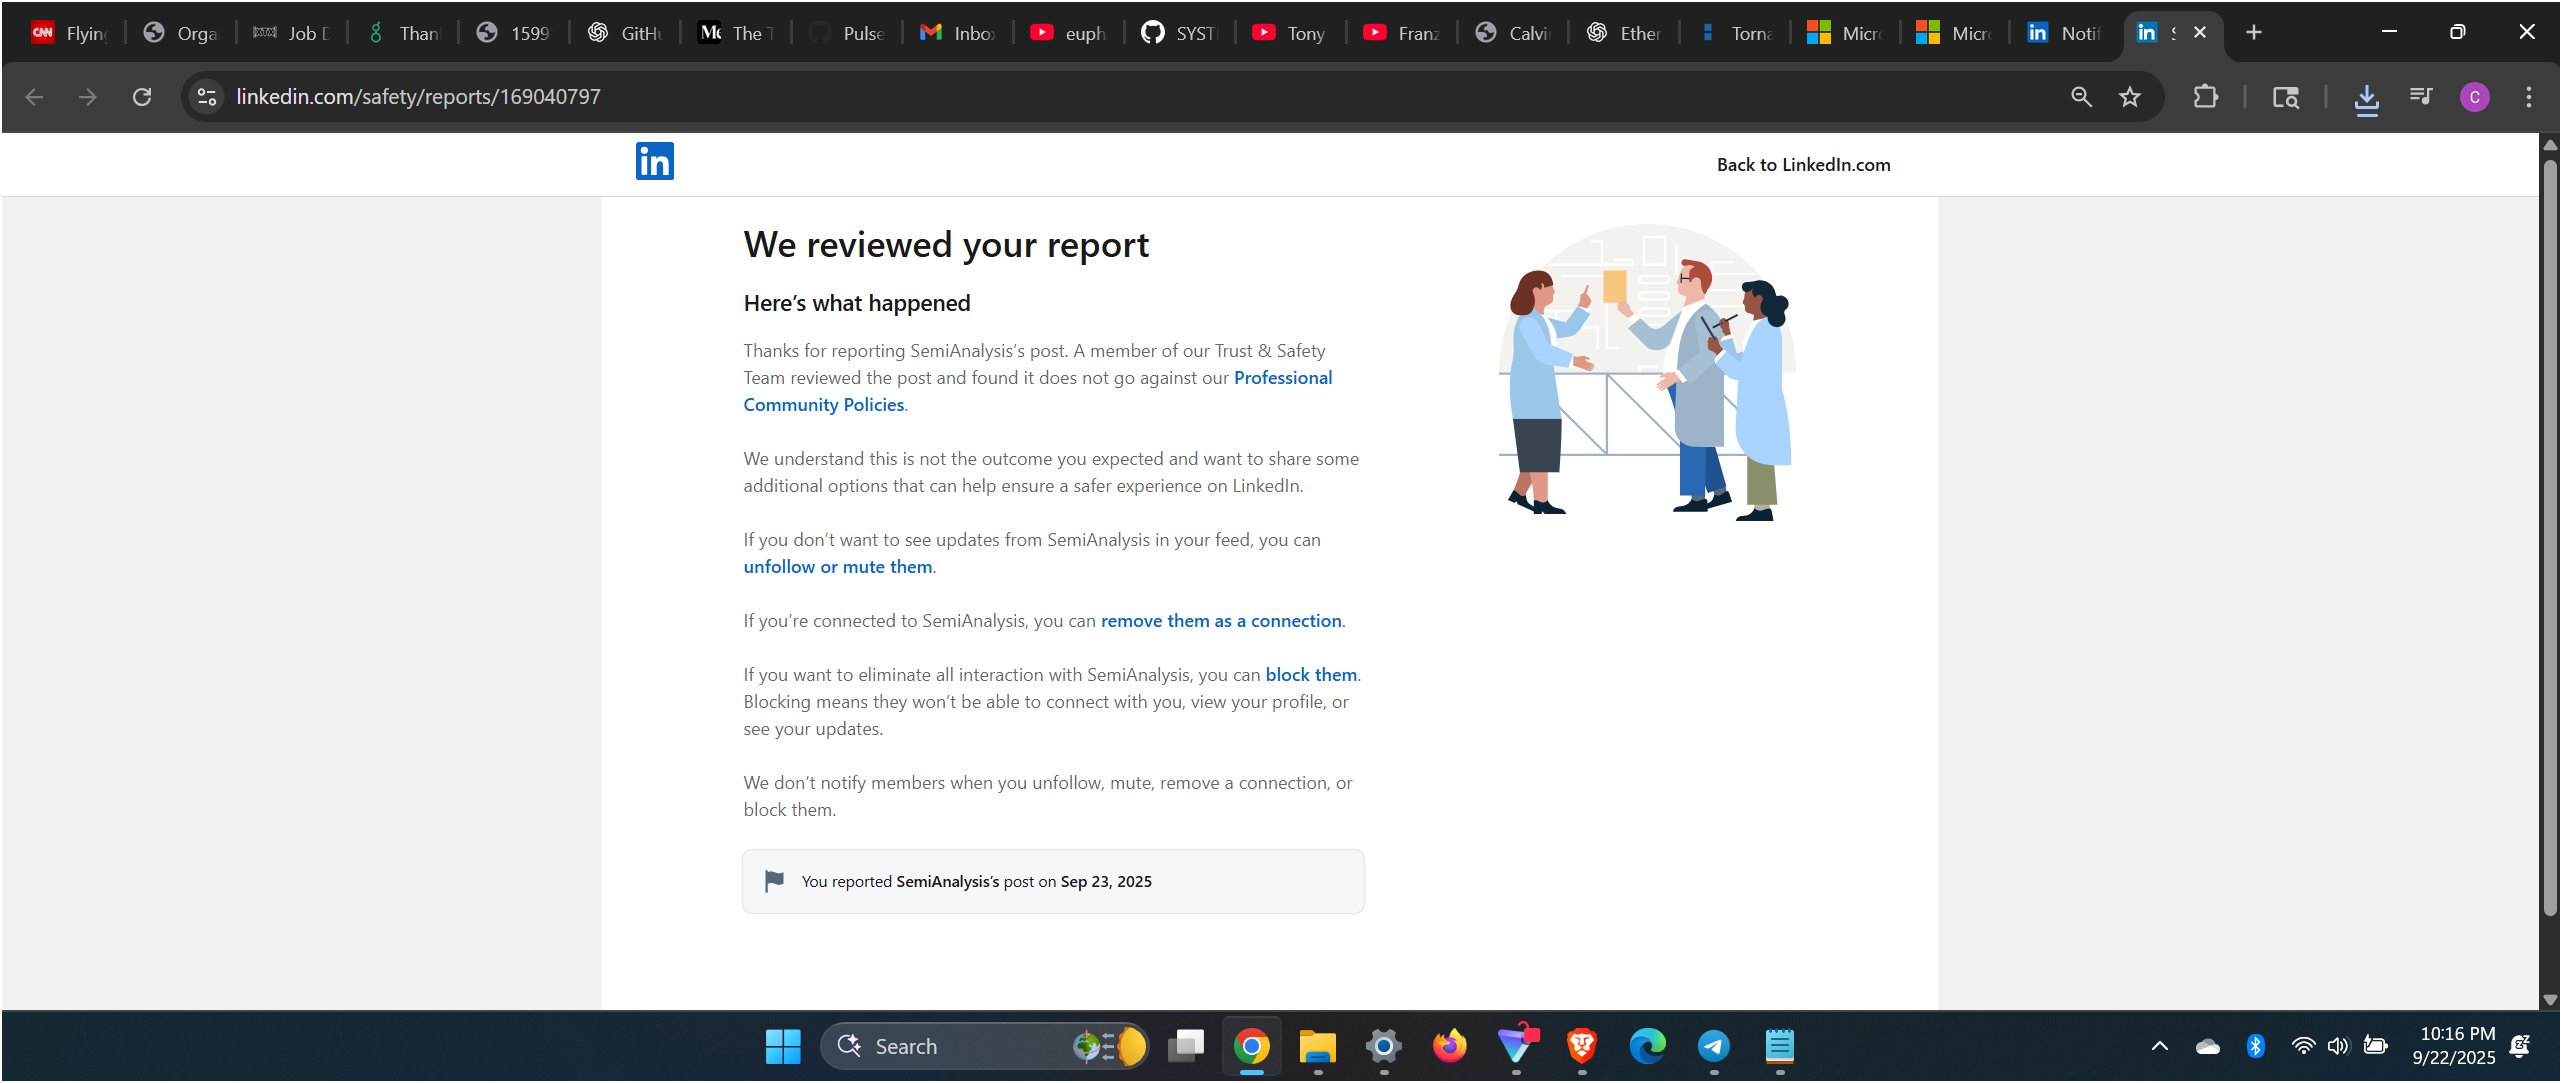 CNN Flying Orga Job D Than 1599 GitHu The T Pulse Inbox euph SYST Tony Franz Calvin Ether Torna Micro Micro Notif
linkedin.com/safety/reports/169040797
C
in
Back to LinkedIn.com
We reviewed your report
Here's what happened
Thanks for reporting SemiAnalysis's post. A member of our Trust & Safety
Team reviewed the post and found it does not go against our Professional
Community Policies.
We understand this is not the outcome you expected and want to share some
additional options that can help ensure a safer experience on LinkedIn.
If you don't want to see updates from SemiAnalysis in your feed, you can
unfollow or mute them.
If you're connected to SemiAnalysis, you can remove them as a connection.
If you want to eliminate all interaction with SemiAnalysis, you can block them.
Blocking means they won't be able to connect with you, view your profile, or
see your updates.
We don't notify members when you unfollow, mute, remove a connection, or
block them.
You reported SemiAnalysis's post on Sep 23, 2025
Search
10:16 PM
9/22/2025